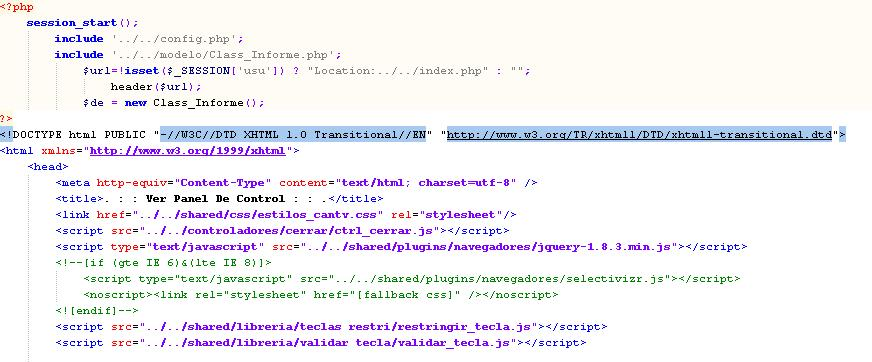 <?php
session_start();
include '../../config.php';
include '../../modelo/Class_Informe.php';
$url=!isset($_SESSION['usu']) ? "Location:../../index.php" : "";
header($url);
$de = new Class_Informe();
?>
<!DOCTYPE html PUBLIC "-//W3C//DTD XHTML 1.0 Transitional//EN" "http://www.w3.org/TR/xhtml1/DTD/xhtml1-transitional.dtd">
<html xmlns="http://www.w3.org/1999/xhtml">
<head>
<meta http-equiv="Content-Type" content="text/html; charset=utf-8" />
<title>. : : Ver Panel De Control : : .</title>
<link href="../../shared/css/estilos_cantv.css" rel="stylesheet"/>
<script src="../controladores/cerrar/ctrl_cerrar.js"></script>
<script type="text/javascript" src="../../shared/plugins/navegadores/jquery-1.8.3.min.js"></script>
<!--[if (gte IE 6)&(lte IE 8)]>
<script type="text/javascript" src="../../shared/plugins/navegadores/selectivizr.js"></script>
<noscript><link rel="stylesheet" href="[fallback css]" /></noscript>
<![endif]-->
<script src="../../shared/libreria/teclas restri/restringir_tecla.js"></script>
<script src="../../shared/libreria/validar tecla/validar_tecla.js"></script>